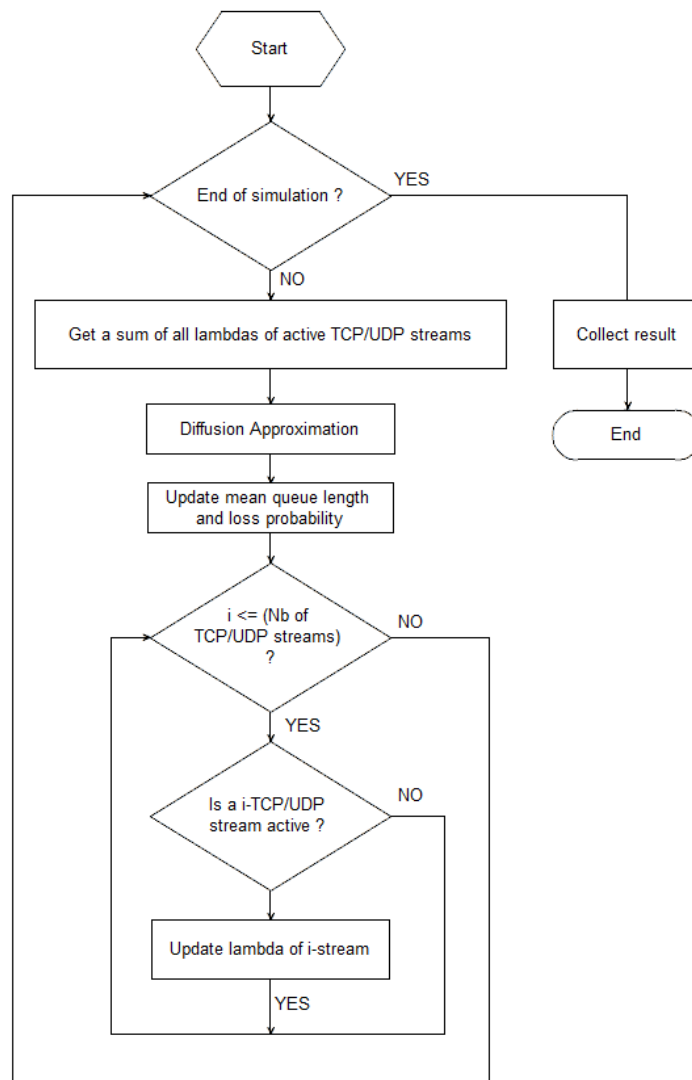 Start
End of simulation ?
YES
NO
Get a sum of all lambdas of active TCP/UDP streams
Collect result
Diffusion Approximation
End
Update mean queue length
and loss probability
i <= (Nb of
TCP/UDP streams)
?
NO
YES
Is a i-TCP/UDP
stream active ?
NO
Update lambda of i-stream
YES